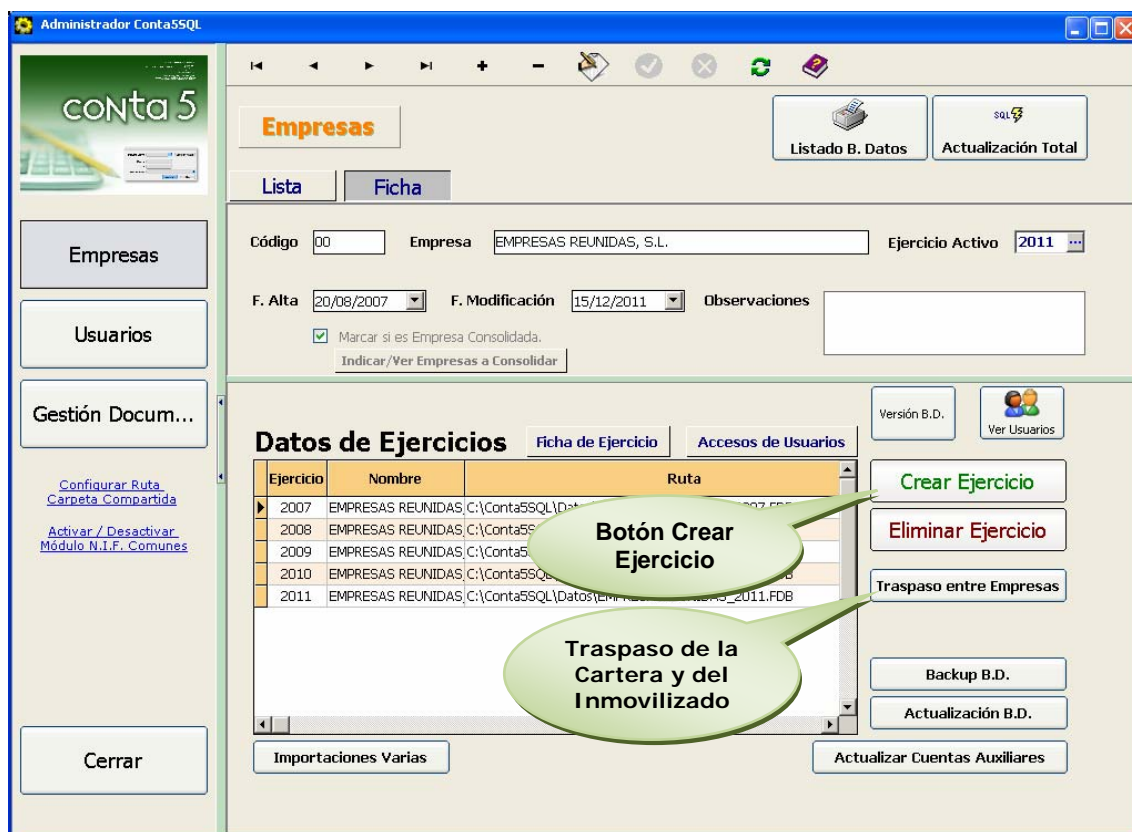 Administrador Conta5SQL
conta 5
Empresas
Listado B. Datos
SQL
Actualización Total
Lista
Ficha
Empresas
Usuarios
Gestión Docum...
Configurar Ruta
Carpeta Compartida
Activar / Desactivar
Módulo N.I.F. Comunes
Cerrar
Código 00 Empresa EMPRESAS REUNIDAS, S.L. Ejercicio Activo 2011 ...
F. Alta 20/08/2007 F. Modificación 15/12/2011 Observaciones
Marcar si es Empresa Consolidada.
Indicar/Ver Empresas a Consolidar
Versión B.D.
Ver Usuarios
Datos de Ejercicios Ficha de Ejercicio Accesos de Usuarios
Ejercicio Nombre Ruta
2007 EMPRESAS REUNIDAS, C:\Conta5SQL\Datos
2008 EMPRESAS REUNIDAS, C:\Conta5SQL
2009 EMPRESAS REUNIDAS, C:\Conta5S
2010 EMPRESAS REUNIDAS, C:\Conta5SQL
2011 EMPRESAS REUNIDAS, C:\Conta5SQL\Datos\ _2011.FDB
Botón Crear
Ejercicio
Traspaso de la
Cartera y del
Inmovilizado
Crear Ejercicio
Eliminar Ejercicio
Traspaso entre Empresas
Backup B.D.
Actualización B.D.
Importaciones Varias
Actualizar Cuentas Auxiliares